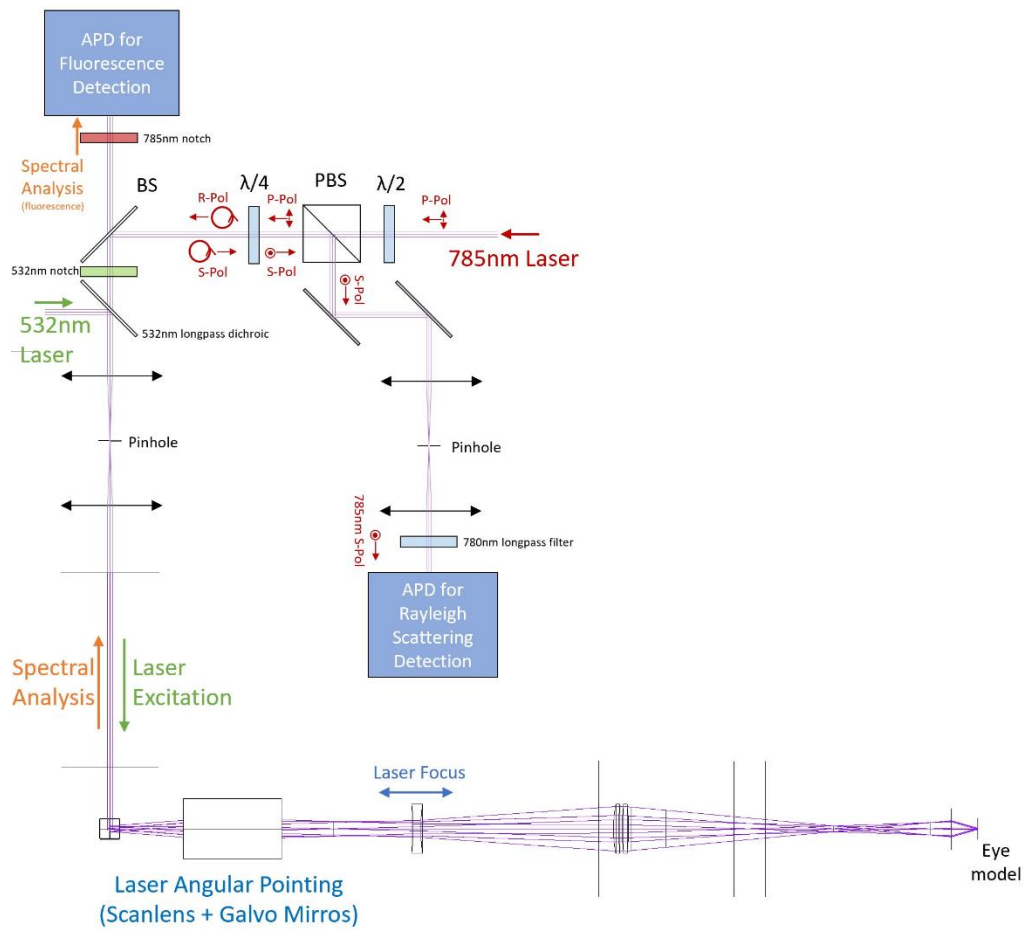 APD for
Fluorescence
Detection
785nm notch
Spectral
Analysis
(fluorescence)
BS
λ/4
PBS
λ/2
R-Pol
P-Pol
P-Pol
S-Pol
S-Pol
785nm Laser
S-Pol
532nm notch
532nm
Laser
532nm longpass dichroic
Pinhole
Pinhole
785nm S-Pol
780nm longpass filter
APD for
Rayleigh
Scattering
Detection
Spectral
Analysis
Laser
Excitation
Laser Focus
Eye
model
Laser Angular Pointing
(Scanlens + Galvo Mirros)